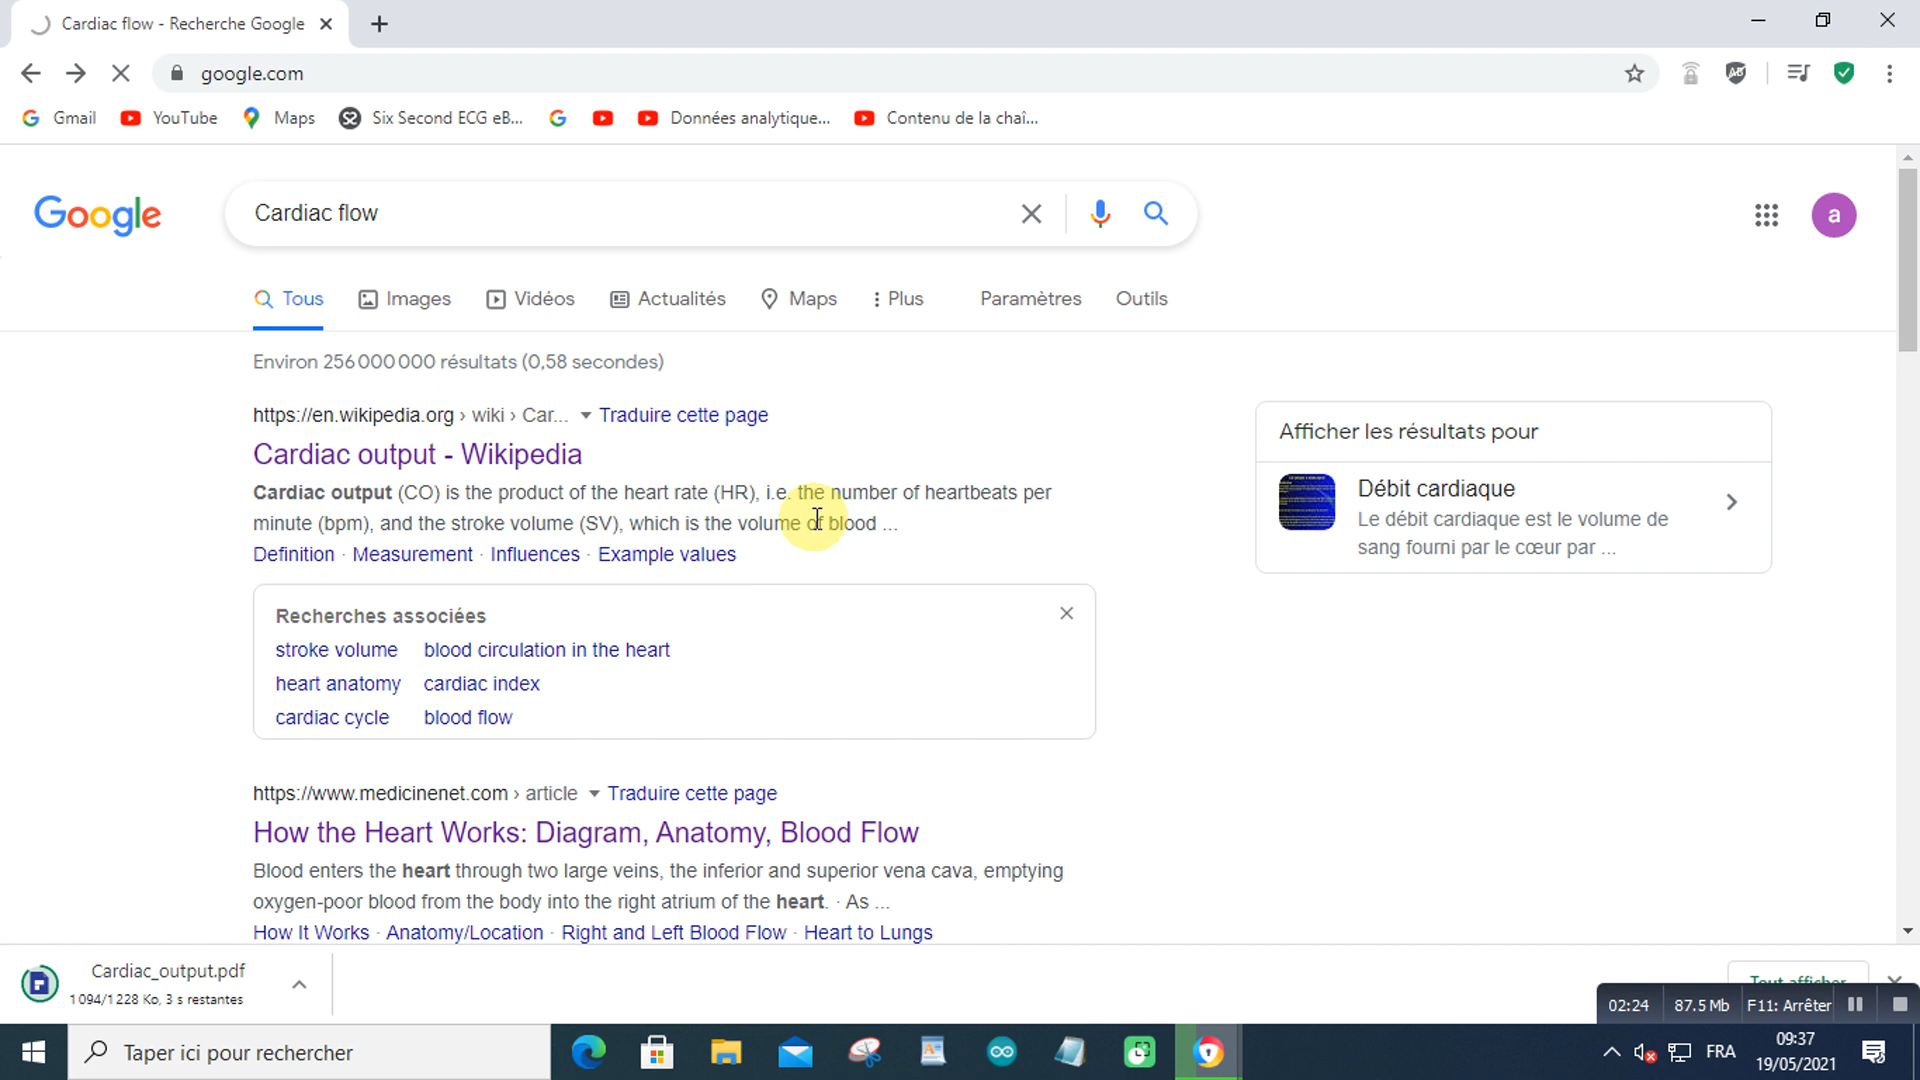 Cardiac flow - Recherche Google
google.com
Gmail
YouTube
Maps
Six Second ECG eB...
Données analytique...
Contenu de la chaî...
Google
Cardiac flow
a
Tous
Images
Vidéos
Actualités
Maps
Plus
Paramètres
Outils
Environ 256 000 000 résultats (0,58 secondes)
https://en.wikipedia.org › wiki › Car... Traduire cette page
Cardiac output - Wikipedia
Cardiac output (CO) is the product of the heart rate (HR), i.e. the number of heartbeats per
minute (bpm), and the stroke volume (SV), which is the volume of blood ...
Definition · Measurement · Influences · Example values
Afficher les résultats pour
Débit cardiaque
Le débit cardiaque est le volume de
sang fourni par le cœur par ...
Recherches associées
stroke volume blood circulation in the heart
heart anatomy cardiac index
cardiac cycle blood flow
https://www.medicinenet.com › article Traduire cette page
How the Heart Works: Diagram, Anatomy, Blood Flow
Blood enters the heart through two large veins, the inferior and superior vena cava, emptying
oxygen-poor blood from the body into the right atrium of the heart. · As ...
How It Works · Anatomy/Location · Right and Left Blood Flow · Heart to Lungs
Cardiac_output.pdf
1 094/1 228 Ko, 3 s restantes
Tout afficher
02:24 87.5 Mb F11: Arrêter
Taper ici pour rechercher
FRA
09:37
19/05/2021